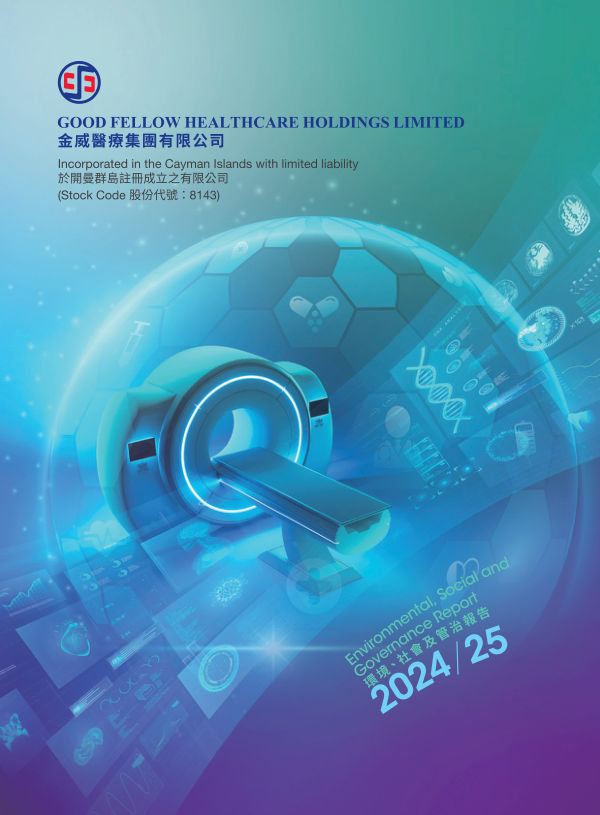 GOOD FELLOW HEALTHCARE HOLDINGS LIMITED
金威醫療集團有限公司
Incorporated in the Cayman Islands with limited liability
於開曼群島註冊成立之有限公司
(Stock Code 股份代號：8143)
Environmental, Social and
Governance Report
環境、社會及管治報告
2024/25